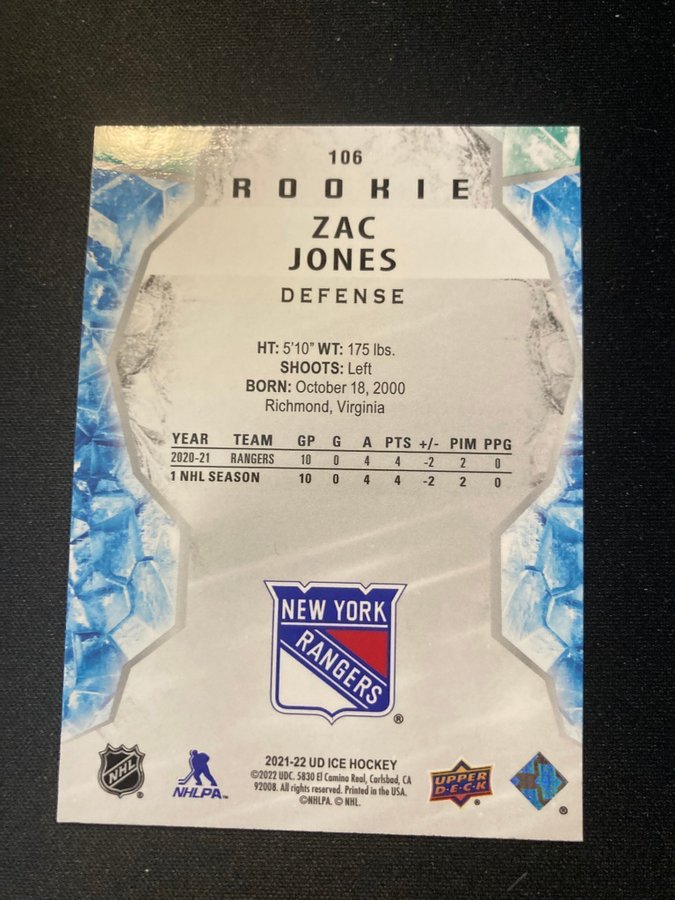 106
ROOKIE
ZAC
JONES
DEFENSE
HT: 5'10" WT: 175 lbs.
SHOOTS: Left
BORN: October 18, 2000
Richmond, Virginia
YEAR TEAM GP G A PTS +/- PIM PPG
2020-21 RANGERS 10 0 4 4 -2 2 0
1 NHL SEASON 10 0 4 4 -2 2 0
NEW YORK
RANGERS
®
2021-22 UD ICE HOCKEY
©2022 UDC. 5830 El Camino Real, Carlsbad, CA
92008. All rights reserved. Printed in the USA.
©NHLPA. © NHL.
NHL ®
NHLPA™
UPPER
D·E·C·K ®
®